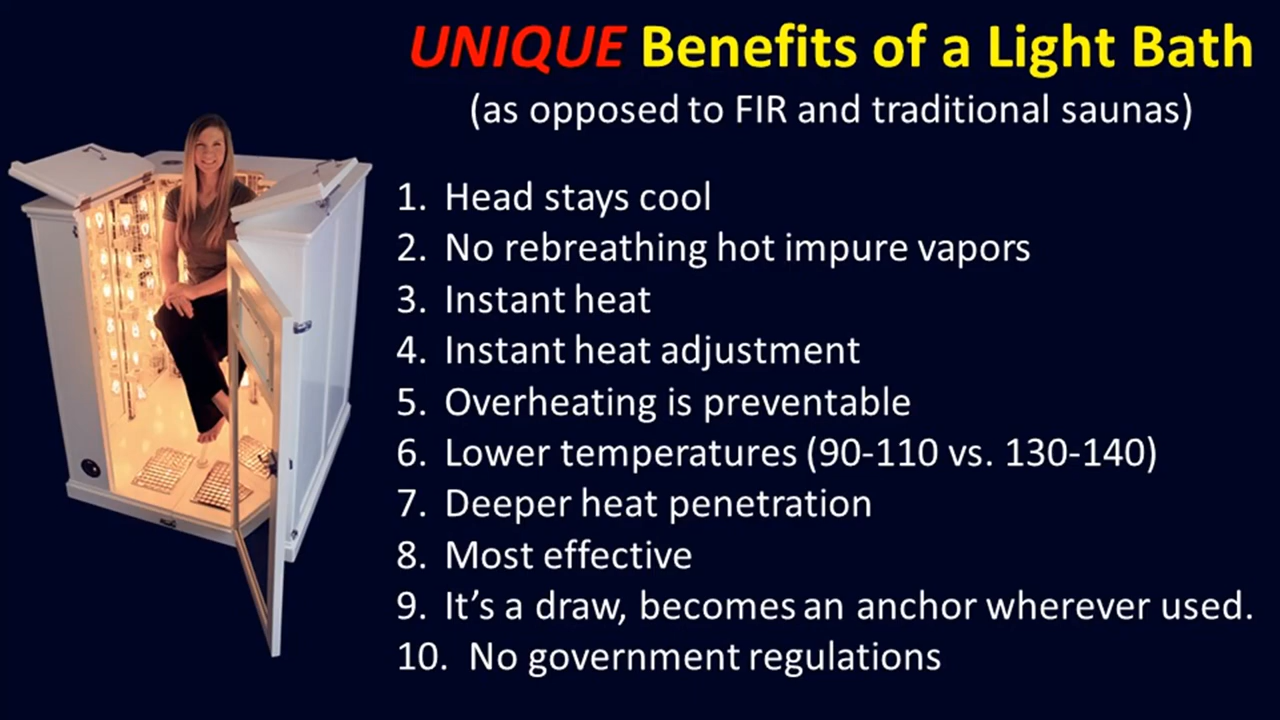 UNIQUE Benefits of a Light Bath
(as opposed to FIR and traditional saunas)
1. Head stays cool
2. No rebreathing hot impure vapors
3. Instant heat
4. Instant heat adjustment
5. Overheating is preventable
6. Lower temperatures (90-110 vs. 130-140)
7. Deeper heat penetration
8. Most effective
9. It’s a draw, becomes an anchor wherever used.
10. No government regulations